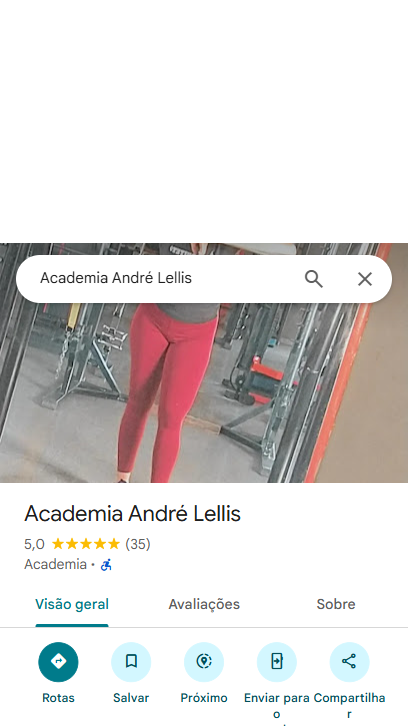 Academia André Lellis
Academia André Lellis
5,0 (35)
Academia ·
Visão geral Avaliações Sobre
Rotas Salvar Próximo Enviar para o Compartilhar